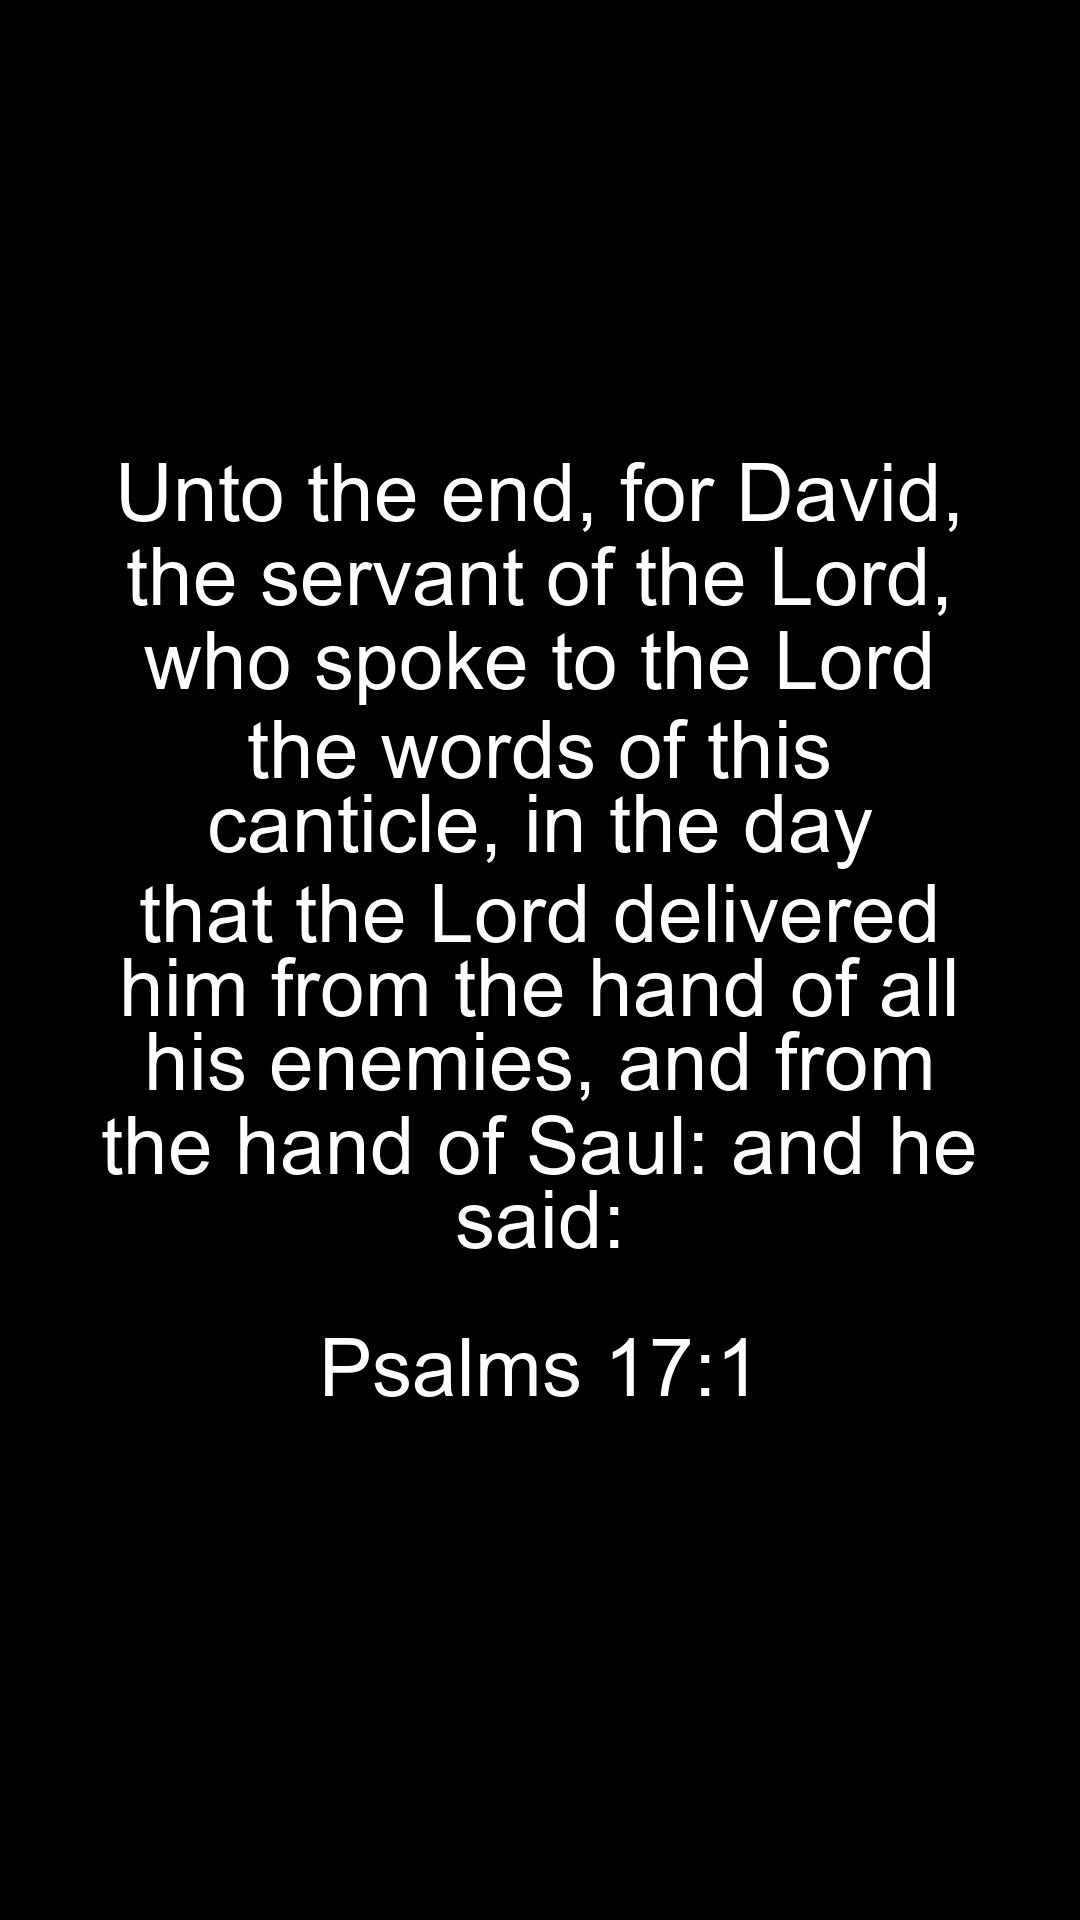 Unto the end, for David,
the servant of the Lord,
who spoke to the Lord
the words of this
canticle, in the day
that the Lord delivered
him from the hand of all
his enemies, and from
the hand of Saul: and he
said:
Psalms 17:1